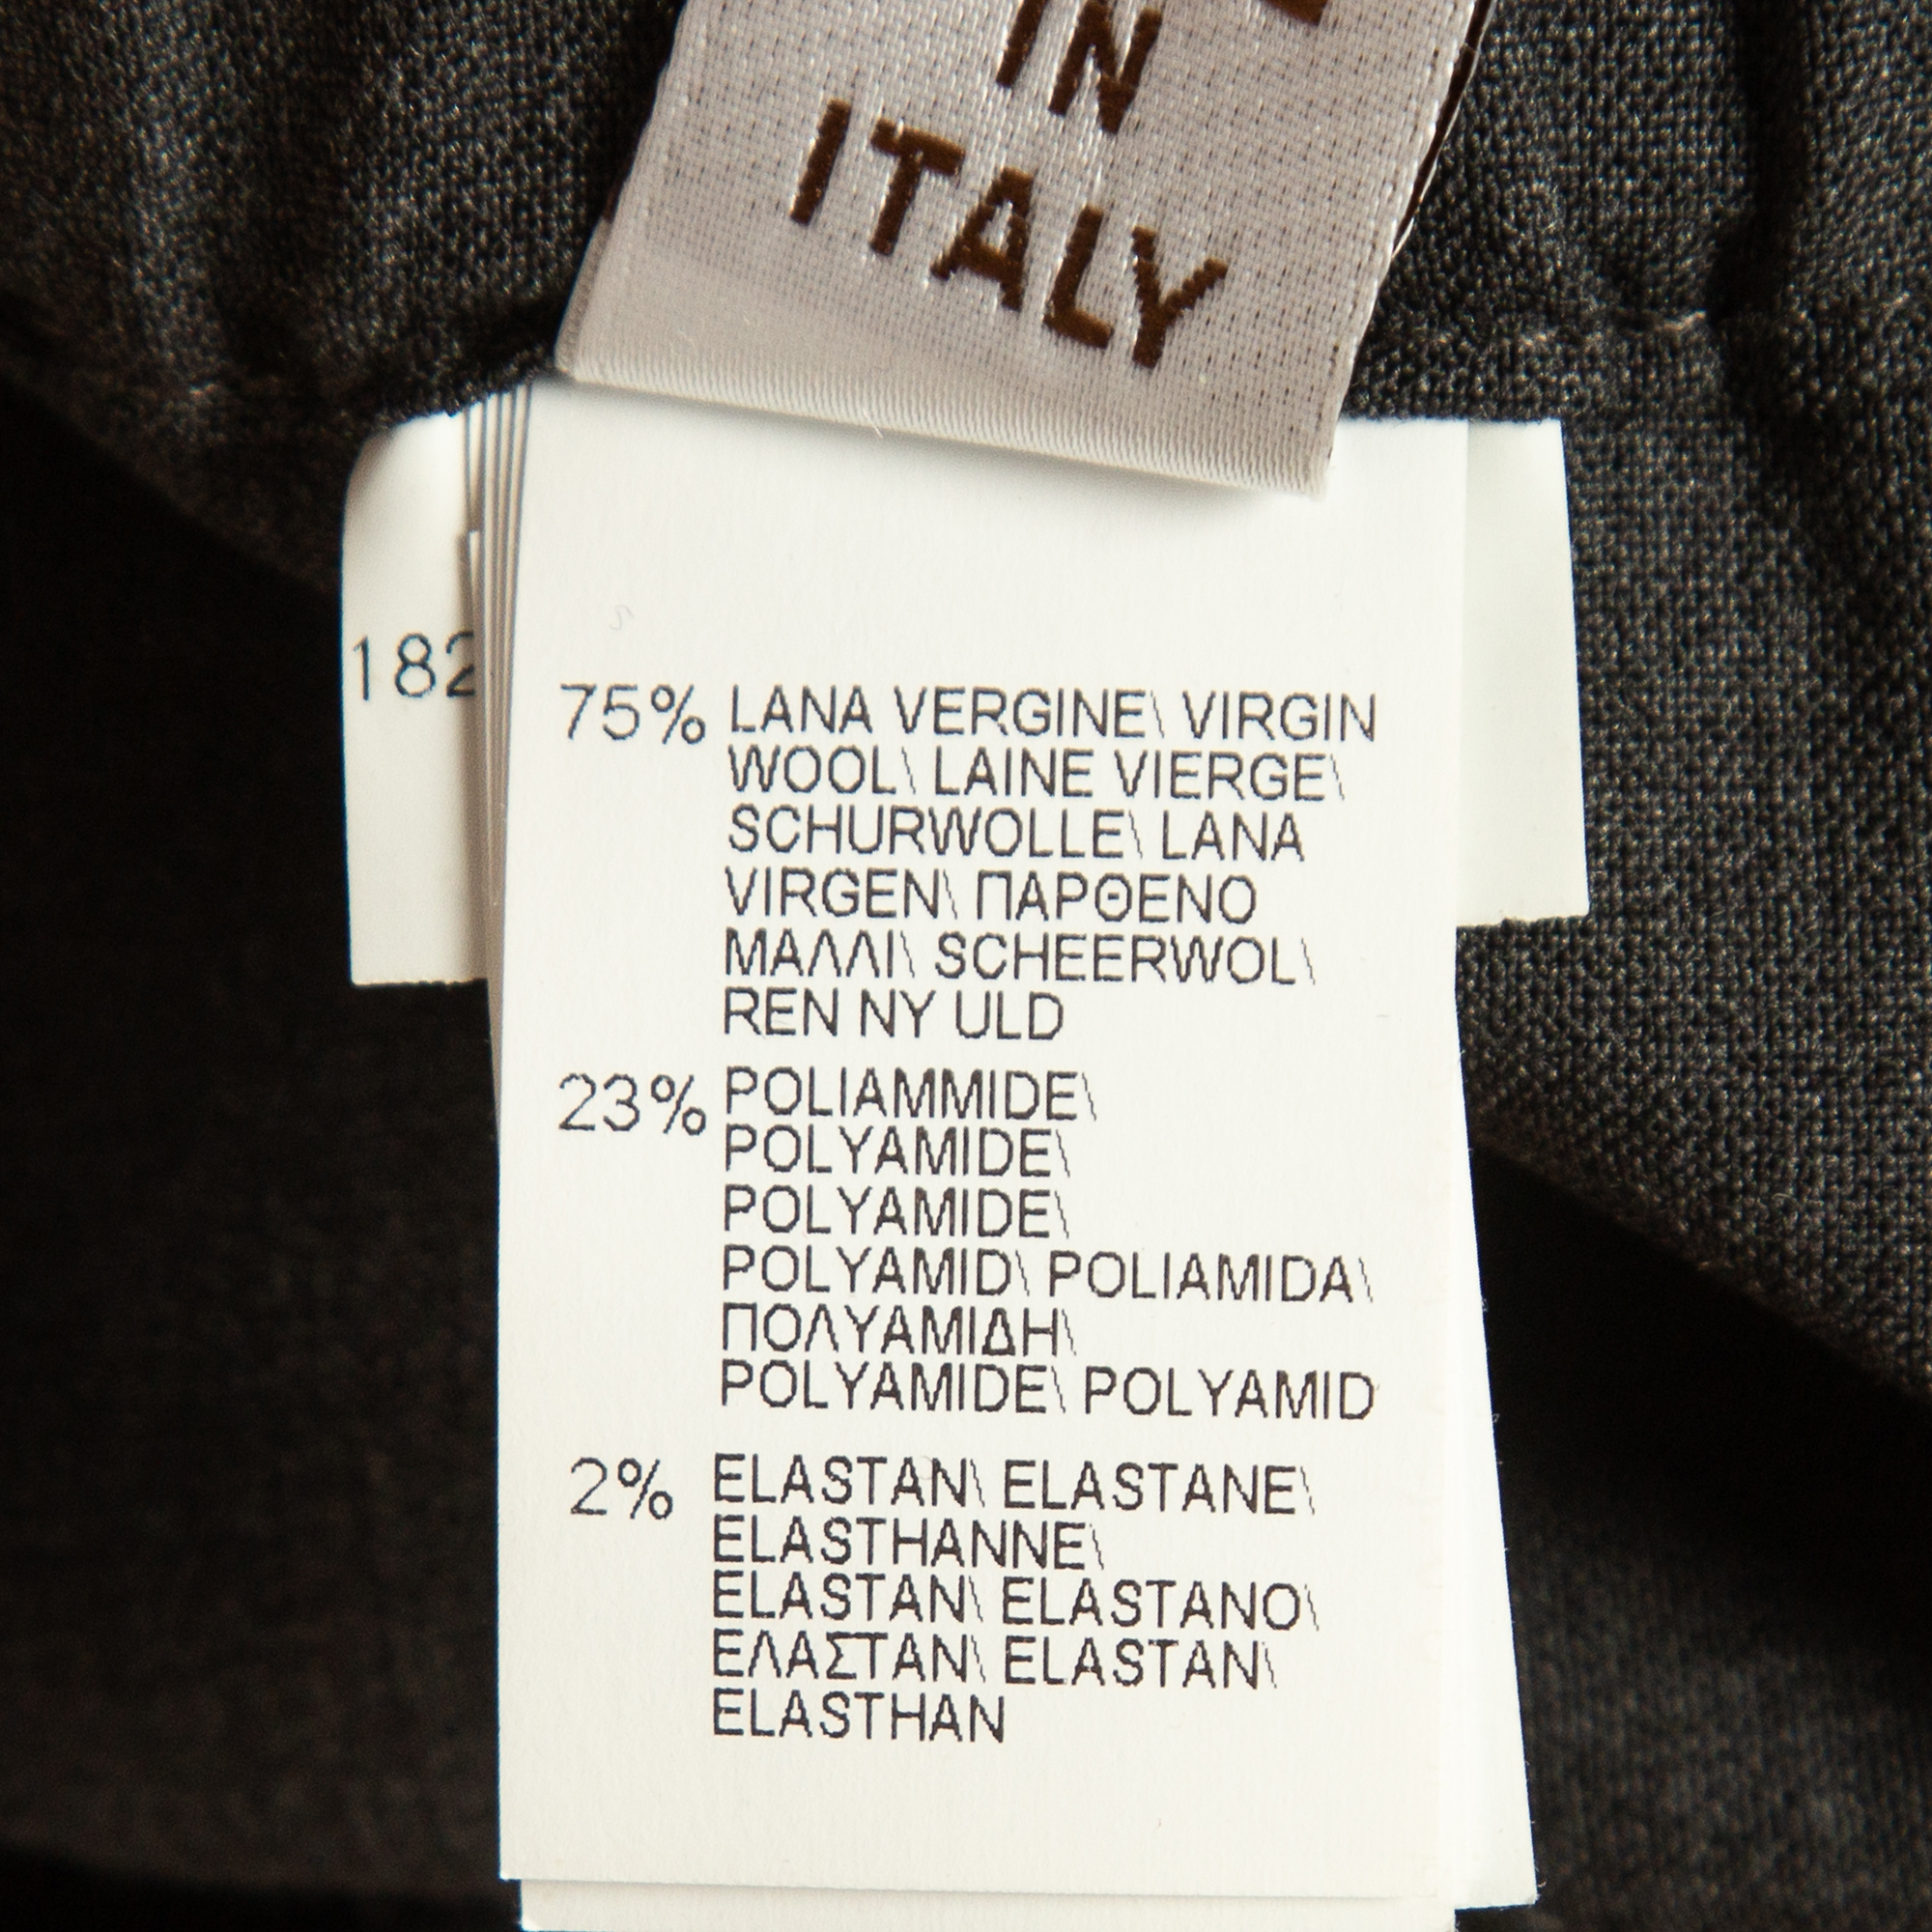 IN
ITALY
182
75% LANA VERGINE\ VIRGIN
WOOL\ LAINE VIERGE\
SCHURWOLLE\ LANA
VIRGEN\ ΠΑΡΘΕΝΟ
ΜΑΛΛΙ\ SCHEERWOL\
REN NY ULD
23% POLIAMMIDE\
POLYAMIDE\
POLYAMIDE\
POLYAMID\ POLIAMIDA\
ΠΟΛΥΑΜΙΔΗ\
POLYAMIDE\ POLYAMID
2% ELASTAN\ ELASTANE\
ELASTHANNE\
ELASTAN\ ELASTANO\
ΕΛΑΣΤΑΝ\ ELASTAN\
ELASTHAN